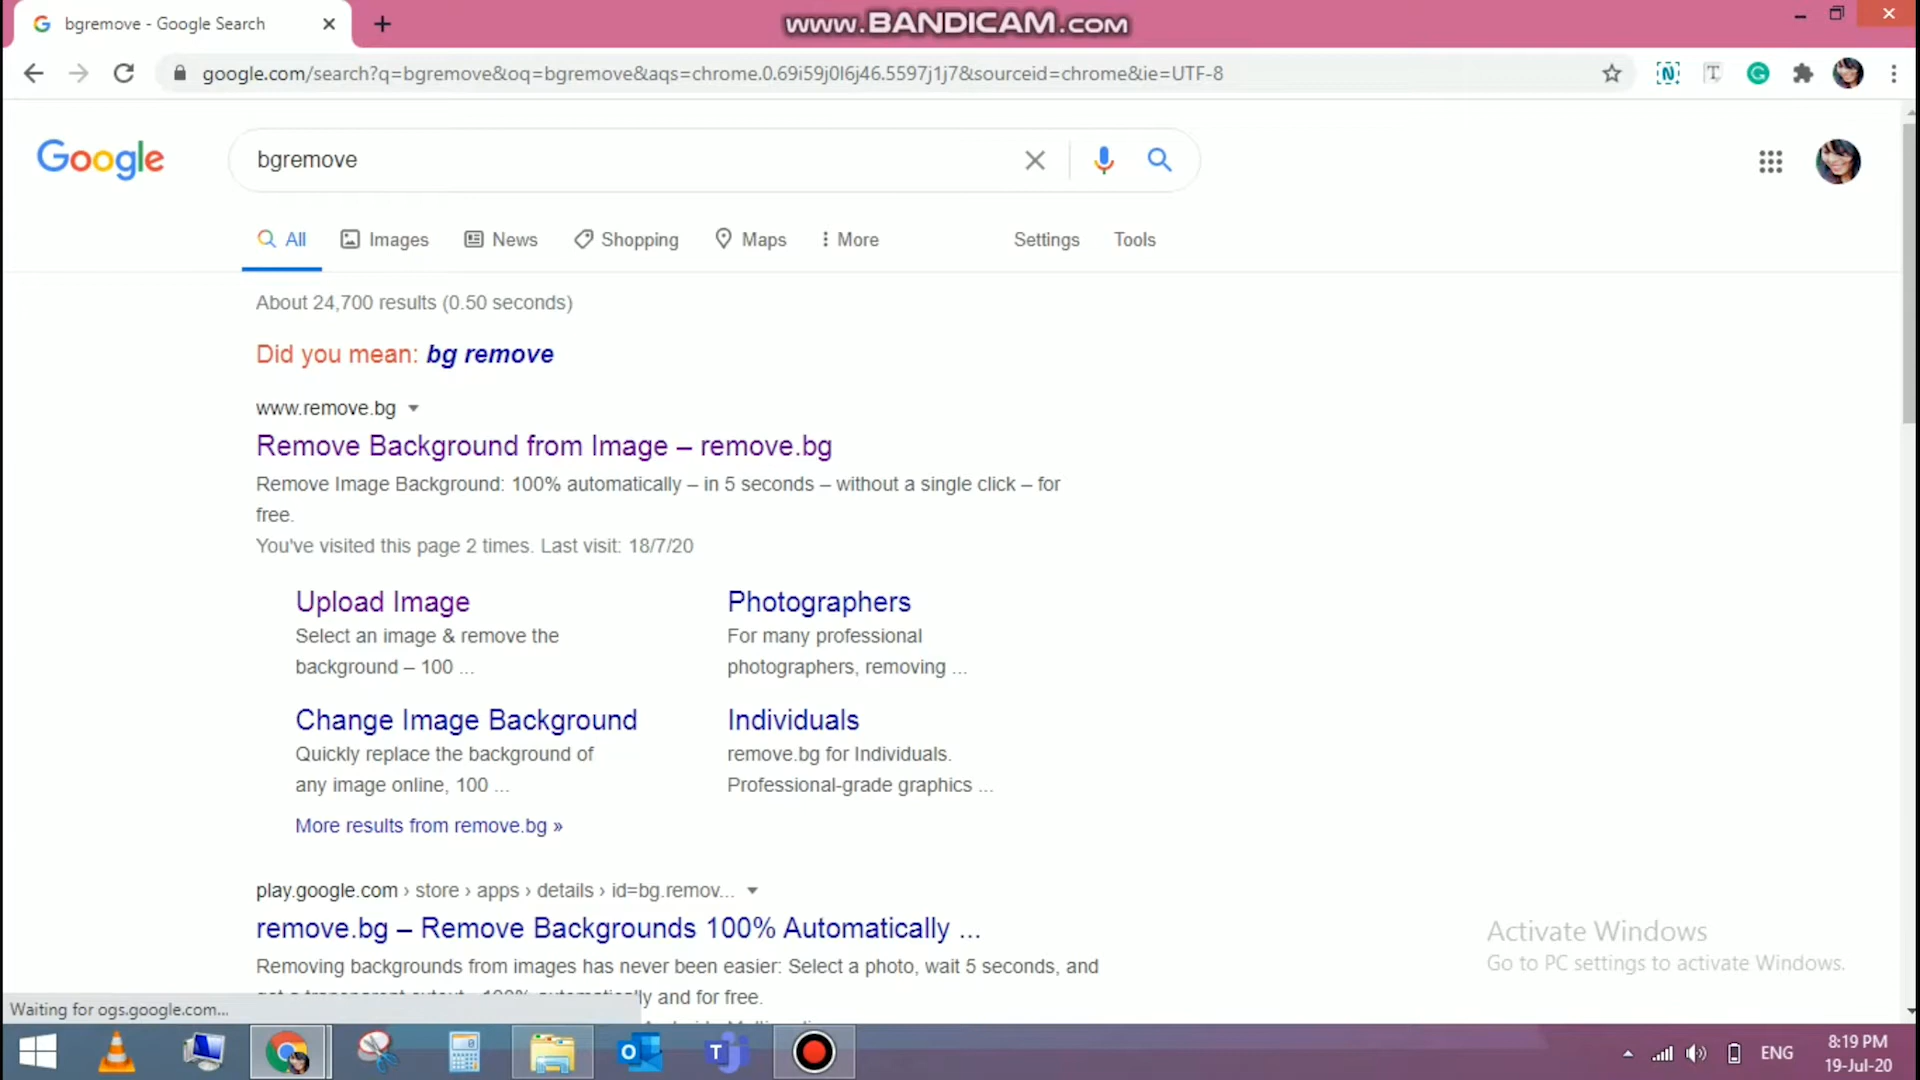 bgremove - Google Search
www.BANDICAM.com
google.com/search?q=bgremove&oq=bgremove&aqs=chrome.0.69i59j0l6j46.5597j1j7&sourceid=chrome&ie=UTF-8
Google
bgremove
All Images News Shopping Maps More Settings Tools
About 24,700 results (0.50 seconds)
Did you mean: bg remove
www.remove.bg
Remove Background from Image – remove.bg
Remove Image Background: 100% automatically – in 5 seconds – without a single click – for
free.
You've visited this page 2 times. Last visit: 18/7/20
Upload Image
Select an image & remove the
background – 100 ...
Photographers
For many professional
photographers, removing ...
Change Image Background
Quickly replace the background of
any image online, 100 ...
Individuals
remove.bg for Individuals.
Professional-grade graphics ...
More results from remove.bg »
play.google.com › store › apps › details › id=bg.remov...
remove.bg – Remove Backgrounds 100% Automatically ...
Removing backgrounds from images has never been easier: Select a photo, wait 5 seconds, and
and for free.
Activate Windows
Go to PC settings to activate Windows.
Waiting for ogs.google.com...
ENG
8:19 PM
19-Jul-20